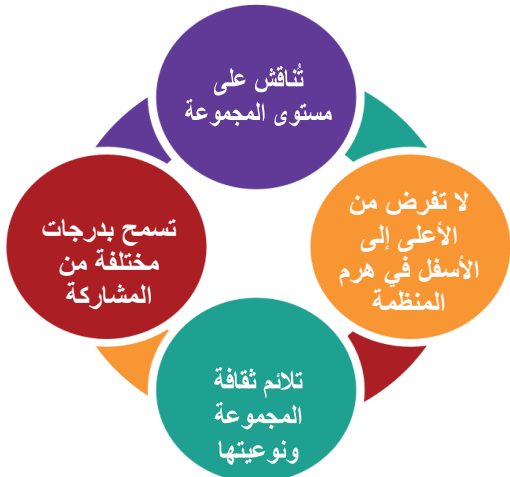 تُناقش على
مستوى المجموعة
لا تفرض من
الأعلى إلى
الأسفل في هرم
المنظمة
تلائم ثقافة
المجموعة
ونوعيتها
تسمح بدرجات
مختلفة من
المشاركة